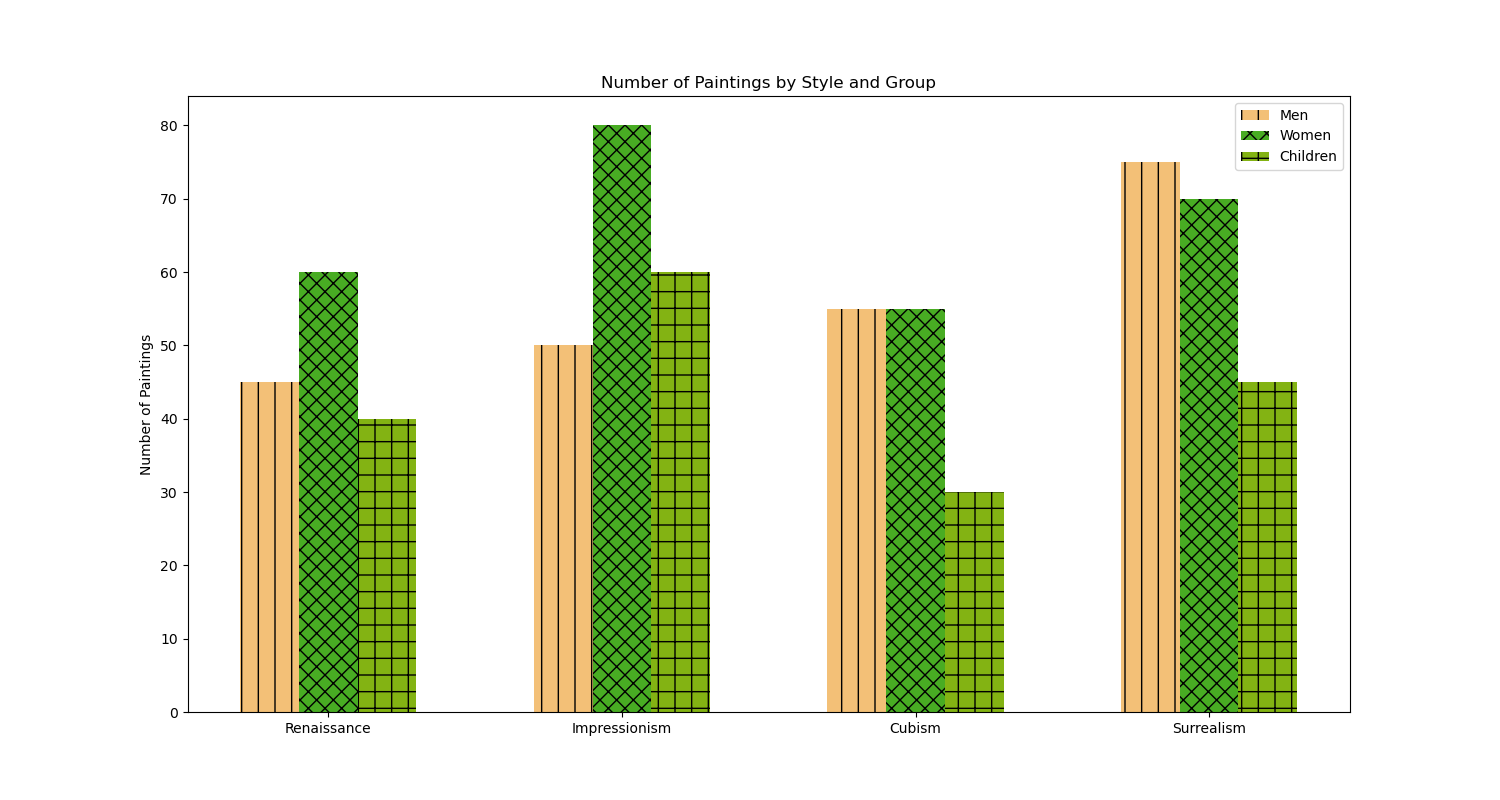 Number of Paintings by Style and Group
Men
Women
Children
Number of Paintings
80
70
60
50
40
30
20
10
0
Renaissance
Impressionism
Cubism
Surrealism